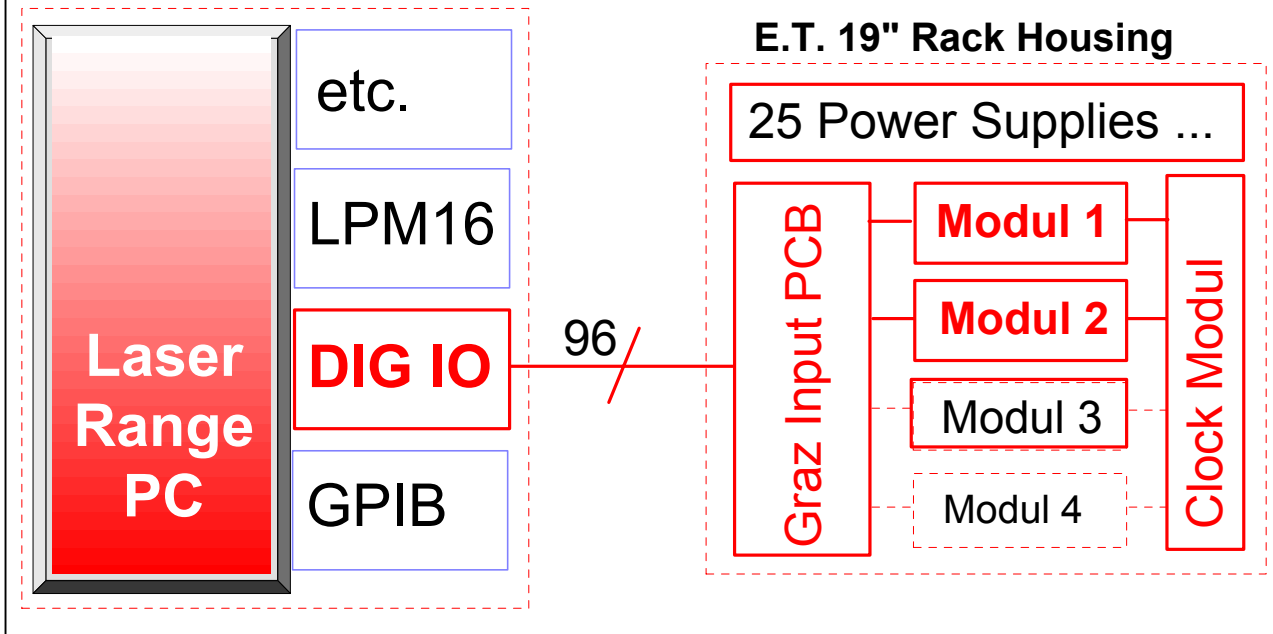 etc.
LPM16
DIG IO
GPIB
Laser
Range
PC
96
E.T. 19" Rack Housing
25 Power Supplies ...
Graz Input PCB
Modul 1
Modul 2
Modul 3
Modul 4
Clock Modul